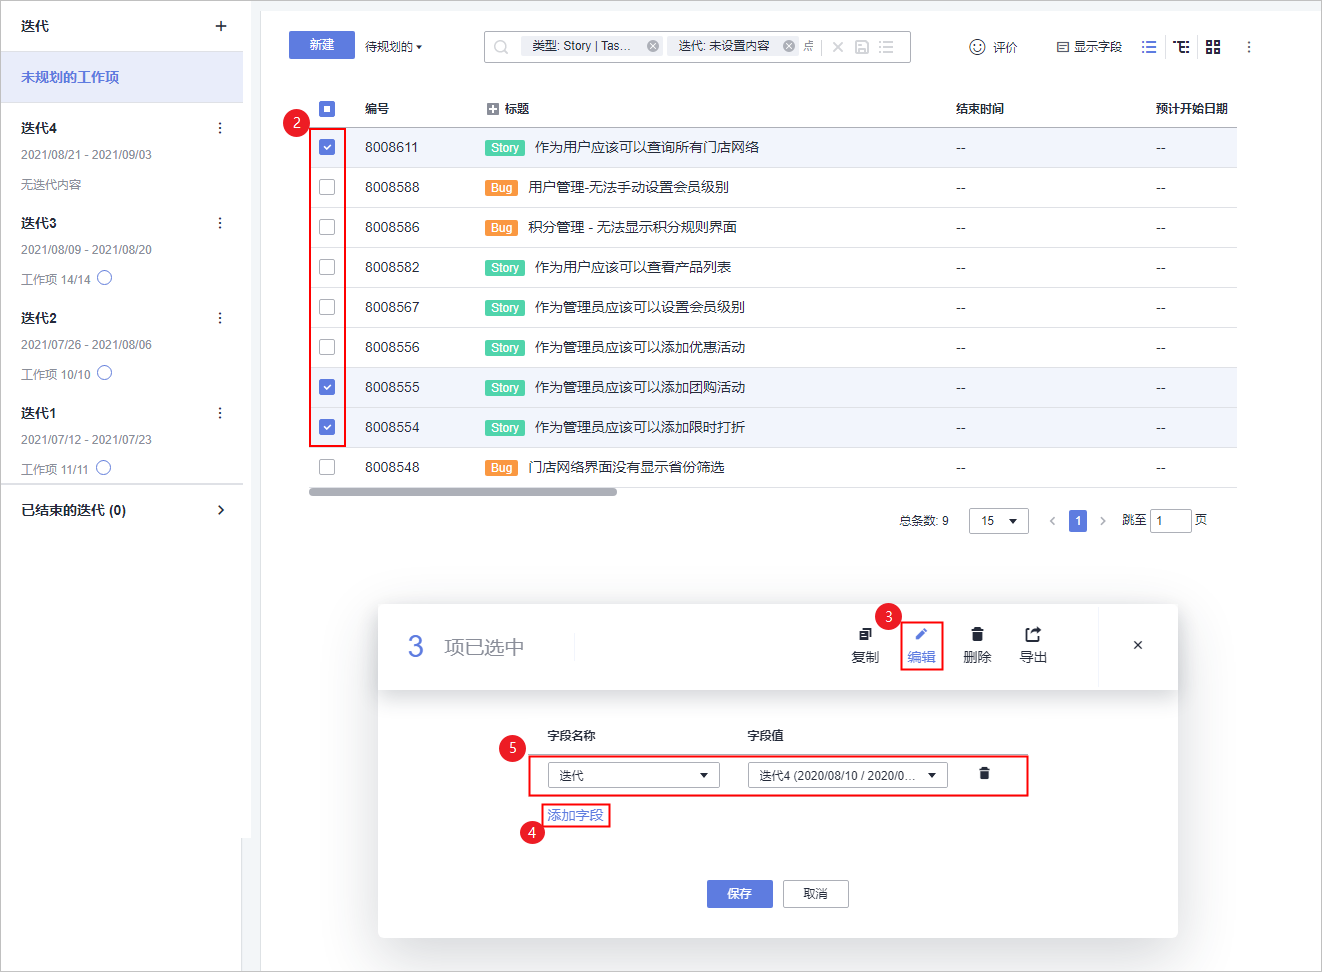 迭代
未规划的工作项
迭代4
2021/08/21 - 2021/09/03
无迭代内容
迭代3
2021/08/09 - 2021/08/20
工作项 14/14
迭代2
2021/07/26 - 2021/08/06
工作项 10/10
迭代1
2021/07/12 - 2021/07/23
工作项 11/11
已结束的迭代 (0)
新建 待规划的 类型: Story | Tas... 迭代: 未设置内容 点 评价 显示字段
编号 标题 结束时间 预计开始日期
2
8008611 Story 作为用户应该可以查询所有门店网络 -- --
8008588 Bug 用户管理-无法手动设置会员级别 -- --
8008586 Bug 积分管理 - 无法显示积分规则界面 -- --
8008582 Story 作为用户应该可以查看产品列表 -- --
8008567 Story 作为管理员应该可以设置会员级别 -- --
8008556 Story 作为管理员应该可以添加优惠活动 -- --
8008555 Story 作为管理员应该可以添加团购活动 -- --
8008554 Story 作为管理员应该可以添加限时打折 -- --
8008548 Bug 门店网络界面没有显示省份筛选 -- --
总条数: 9 15 < 1 > 跳至 1 页
3 项已选中
3
复制 编辑 删除 导出
字段名称 字段值
5
迭代 迭代4 (2020/08/10 / 2020/0...
添加字段
4
保存 取消